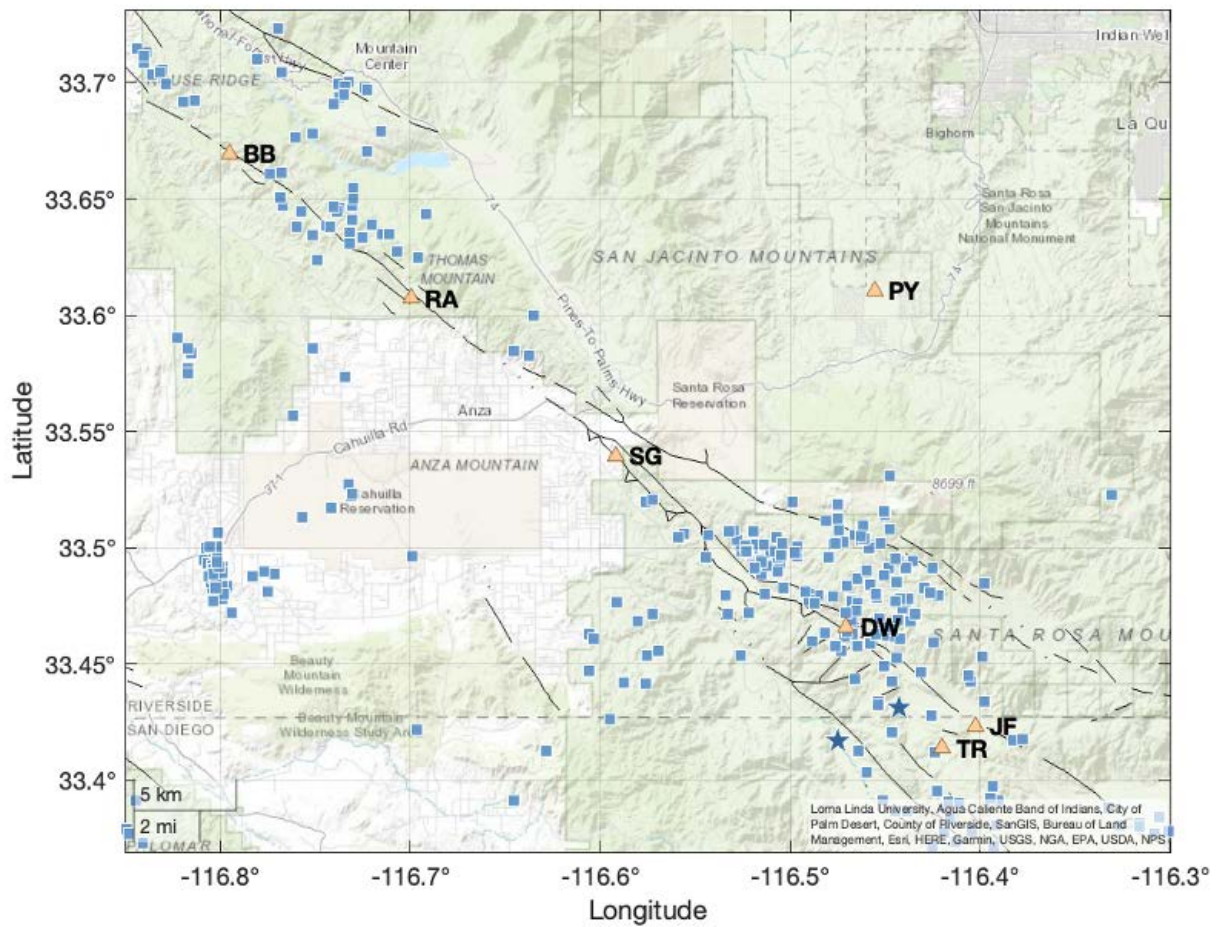 Indian Wel
Mountain
Center
33.7°
USE RIDGE
Bighorn
La Qu
BB
33.65°
74
Santa Rosa
San Jacinto
Mountains
National Monument
SAN JACINTO MOUNTAINS
THOMAS
MOUNTAIN
74
PY
RA
33.6°
Pines-To-Palms-Hwy
Santa Rosa
Reservation
Latitude
33.55°
Anza
Cahuilla Rd
SG
ANZA MOUNTAIN
371
8699 ft
ahuilla
Reservation
33.5°
DW
SANTA ROSA MOU
33.45°
Beauty
Mountain
Wilderness
RIVERSIDE
Beauty Mountain
Wilderness Study Area
SAN DIEGO
JF
TR
33.4°
5 km
2 mi
PALOMAR
Loma Linda University, Agua Caliente Band of Indians, City of
Palm Desert, County of Riverside, SanGIS, Bureau of Land
Management, Esri, HERE, Garmin, USGS, NGA, EPA, USDA, NPS
-116.8° -116.7° -116.6° -116.5° -116.4° -116.3°
Longitude